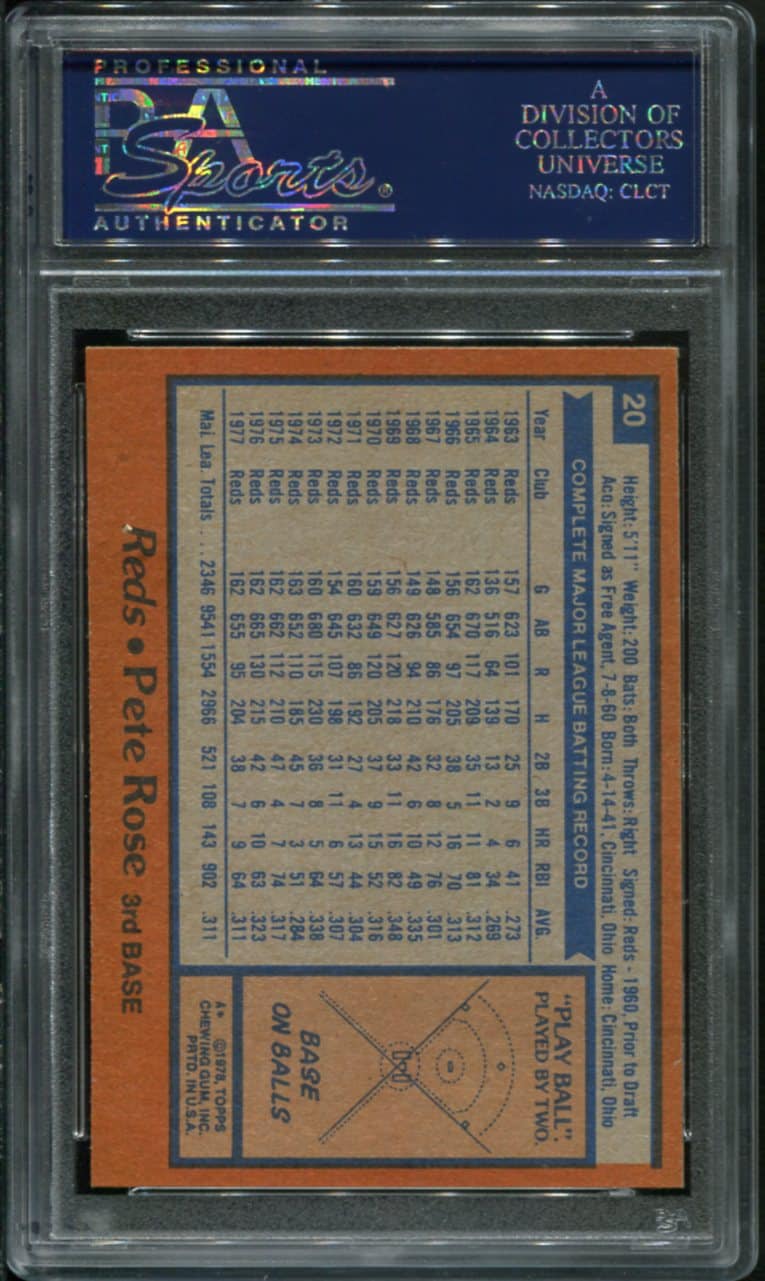 PROFESSIONAL
PSA
Sports®
AUTHENTICATOR
A
DIVISION OF
COLLECTORS
UNIVERSE
NASDAQ: CLCT
20
Height: 5'11" Weight: 200 Bats: Both Throws: Right Signed: Reds - 1960, Prior to Draft
Acq: Signed as Free Agent, 7-8-60 Born: 4-14-41, Cincinnati, Ohio Home: Cincinnati, Ohio
COMPLETE MAJOR LEAGUE BATTING RECORD
Year Club G AB R H 2B 3B HR RBI AVG.
1963 Reds 157 623 101 170 25 9 6 41 .273
1964 Reds 136 516 64 139 13 2 4 34 .269
1965 Reds 162 670 117 209 35 11 11 81 .312
1966 Reds 156 654 97 205 38 5 16 70 .313
1967 Reds 148 585 86 176 32 8 12 76 .301
1968 Reds 149 626 94 210 42 6 10 49 .335
1969 Reds 156 627 120 218 33 11 16 82 .348
1970 Reds 159 649 120 205 37 9 15 52 .316
1971 Reds 160 632 86 192 27 4 13 44 .304
1972 Reds 154 645 107 198 31 11 6 57 .307
1973 Reds 160 680 115 230 36 8 5 64 .338
1974 Reds 163 652 110 185 45 7 3 51 .284
1975 Reds 162 662 112 210 47 4 7 74 .317
1976 Reds 162 665 130 215 42 6 10 63 .323
1977 Reds 162 655 95 204 38 7 9 64 .311
Maj. Lea. Totals . . . 2346 9541 1554 2966 521 108 143 902 .311
"PLAY BALL".
PLAYED BY TWO.
BASE
ON BALLS
A* ©1978, TOPPS
CHEWING GUM, INC.
PRTD. IN U.S.A.
Reds • Pete Rose 3rd BASE